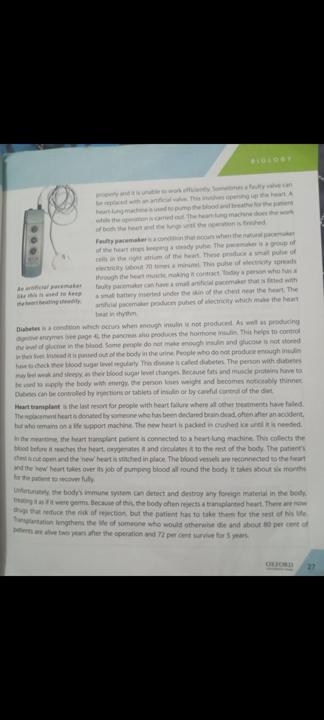 BIOLOGY
properly and it is unable to work efficiently. Sometimes a faulty valve can
be replaced with an artificial valve. This involves opening up the heart. A
heart-lung machine is used to pump the blood and breathe for the patient
while the operation is carried out. The heart-lung machine does the work
of both the heart and the lungs until the operation is finished.
Faulty pacemaker is a condition that occurs when the natural pacemaker
of the heart stops keeping a steady pulse. The pacemaker is a group of
cells in the right atrium of the heart. These produce a small pulse of
electricity (about 70 times a minute). This pulse of electricity spreads
through the heart muscle, making it contract. Today a person who has a
faulty pacemaker can have a small artificial pacemaker that is fitted with
a small battery inserted under the skin of the chest near the heart. The
artificial pacemaker produces pulses of electricity which make the heart
beat in rhythm.
An artificial pacemaker
like this is used to keep
the heart beating steadily.
Diabetes is a condition which occurs when enough insulin is not produced. As well as producing
digestive enzymes (see page 4), the pancreas also produces the hormone insulin. This helps to control
the level of glucose in the blood. Some people do not make enough insulin and glucose is not stored
in their liver. Instead it is passed out of the body in the urine. People who do not produce enough insulin
have to check their blood sugar level regularly. This disease is called diabetes. The person with diabetes
may feel weak and sleepy, as their blood sugar level changes. Because fats and muscle proteins have to
be used to supply the body with energy, the person loses weight and becomes noticeably thinner.
Diabetes can be controlled by injections or tablets of insulin or by careful control of the diet.
Heart transplant is the last resort for people with heart failure where all other treatments have failed.
The replacement heart is donated by someone who has been declared brain dead, often after an accident,
but who remains on a life support machine. The new heart is packed in crushed ice until it is needed.
In the meantime, the heart transplant patient is connected to a heart-lung machine. This collects the
blood before it reaches the heart, oxygenates it and circulates it to the rest of the body. The patient's
chest is cut open and the 'new' heart is stitched in place. The blood vessels are reconnected to the heart
and the 'new' heart takes over its job of pumping blood all round the body. It takes about six months
for the patient to recover fully.
Unfortunately, the body's immune system can detect and destroy any foreign material in the body,
treating it as if it were germs. Because of this, the body often rejects a transplanted heart. There are now
drugs that reduce the risk of rejection, but the patient has to take them for the rest of his life.
Transplantation lengthens the life of someone who would otherwise die and about 80 per cent of
patients are alive two years after the operation and 72 per cent survive for 5 years.
OXFORD
27